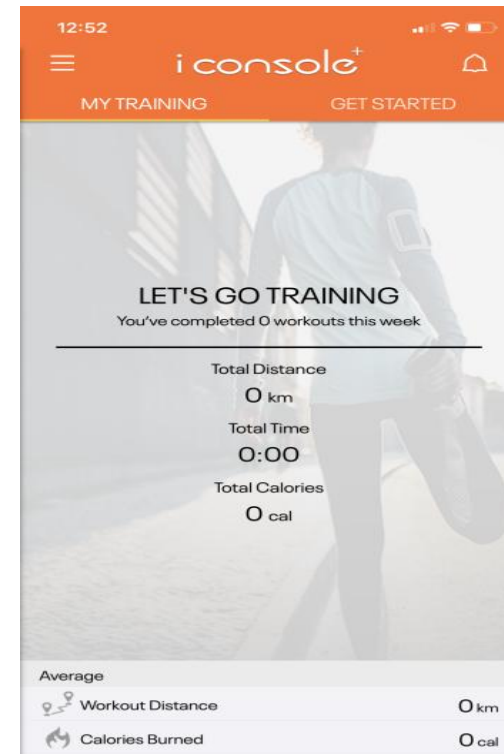 12:52
i console+
MY TRAINING GET STARTED
LET'S GO TRAINING
You've completed 0 workouts this week
Total Distance
0 km
Total Time
0:00
Total Calories
0 cal
Average
Workout Distance 0 km
Calories Burned 0 cal